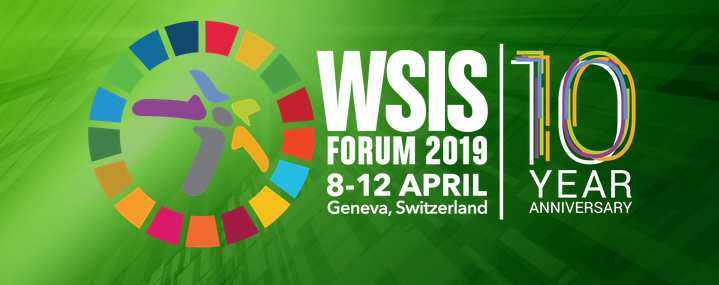 WSIS
FORUM 2019
8-12 APRIL
Geneva, Switzerland
10
YEAR
ANNIVERSARY